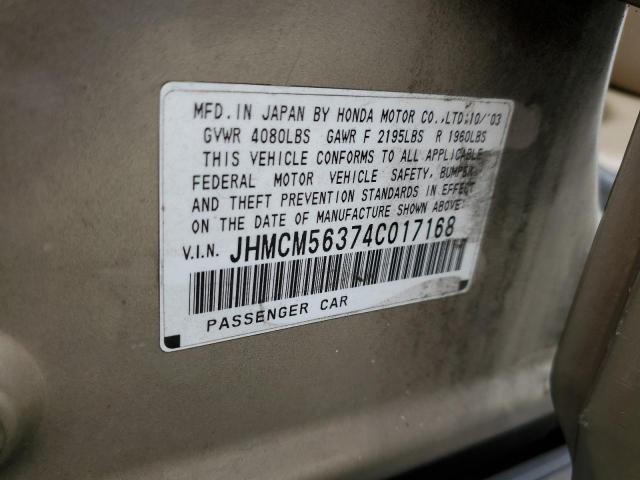 MFD. IN JAPAN BY HONDA MOTOR CO.,LTD.10/'03
GVWR 4080LBS GAWR F 2195LBS R 1960LBS
THIS VEHICLE CONFORMS TO ALL APPLICABLE
FEDERAL MOTOR VEHICLE SAFETY, BUMPER,
AND THEFT PREVENTION STANDARDS IN EFFECT
ON THE DATE OF MANUFACTURE SHOWN ABOVE.
V.I.N. JHMCM56374C017168
PASSENGER CAR